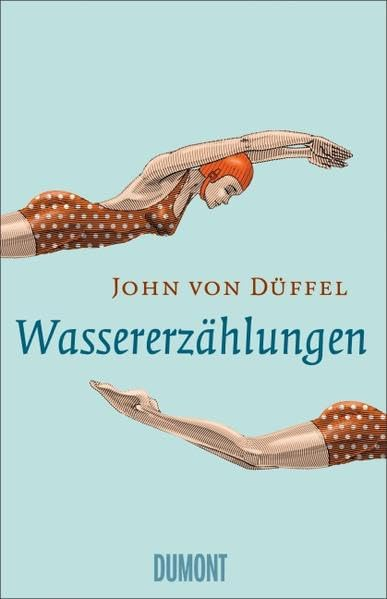 JOHN VON DÜFFEL
Wassererzählungen
DUMONT